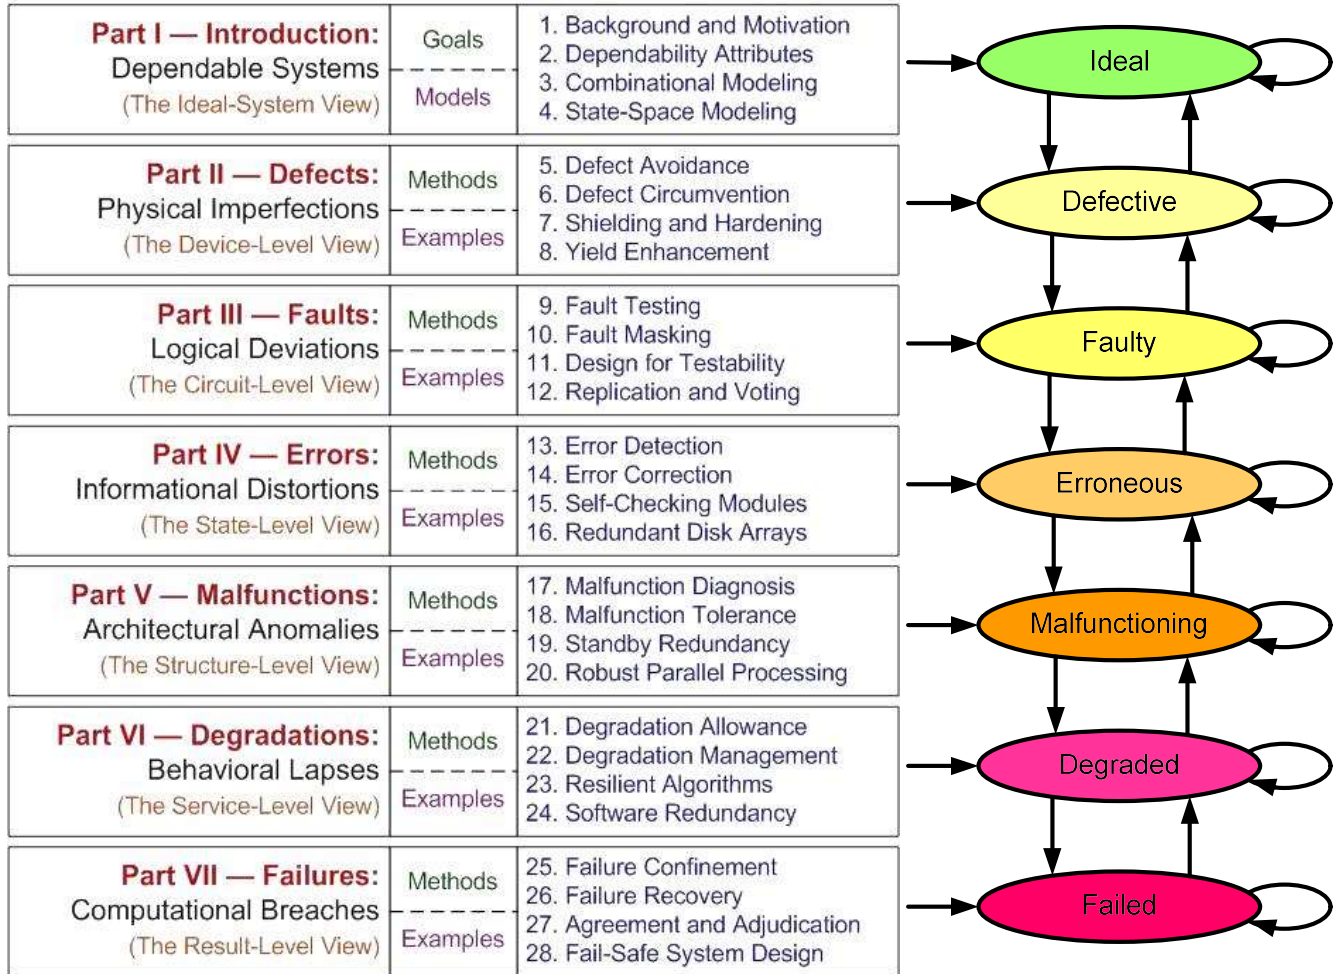 Part I — Introduction:
Dependable Systems
(The Ideal-System View)
Goals
Models
1. Background and Motivation
2. Dependability Attributes
3. Combinational Modeling
4. State-Space Modeling
Ideal
Part II — Defects:
Physical Imperfections
(The Device-Level View)
Methods
Examples
5. Defect Avoidance
6. Defect Circumvention
7. Shielding and Hardening
8. Yield Enhancement
Defective
Part III — Faults:
Logical Deviations
(The Circuit-Level View)
Methods
Examples
9. Fault Testing
10. Fault Masking
11. Design for Testability
12. Replication and Voting
Faulty
Part IV — Errors:
Informational Distortions
(The State-Level View)
Methods
Examples
13. Error Detection
14. Error Correction
15. Self-Checking Modules
16. Redundant Disk Arrays
Erroneous
Part V — Malfunctions:
Architectural Anomalies
(The Structure-Level View)
Methods
Examples
17. Malfunction Diagnosis
18. Malfunction Tolerance
19. Standby Redundancy
20. Robust Parallel Processing
Malfunctioning
Part VI — Degradations:
Behavioral Lapses
(The Service-Level View)
Methods
Examples
21. Degradation Allowance
22. Degradation Management
23. Resilient Algorithms
24. Software Redundancy
Degraded
Part VII — Failures:
Computational Breaches
(The Result-Level View)
Methods
Examples
25. Failure Confinement
26. Failure Recovery
27. Agreement and Adjudication
28. Fail-Safe System Design
Failed